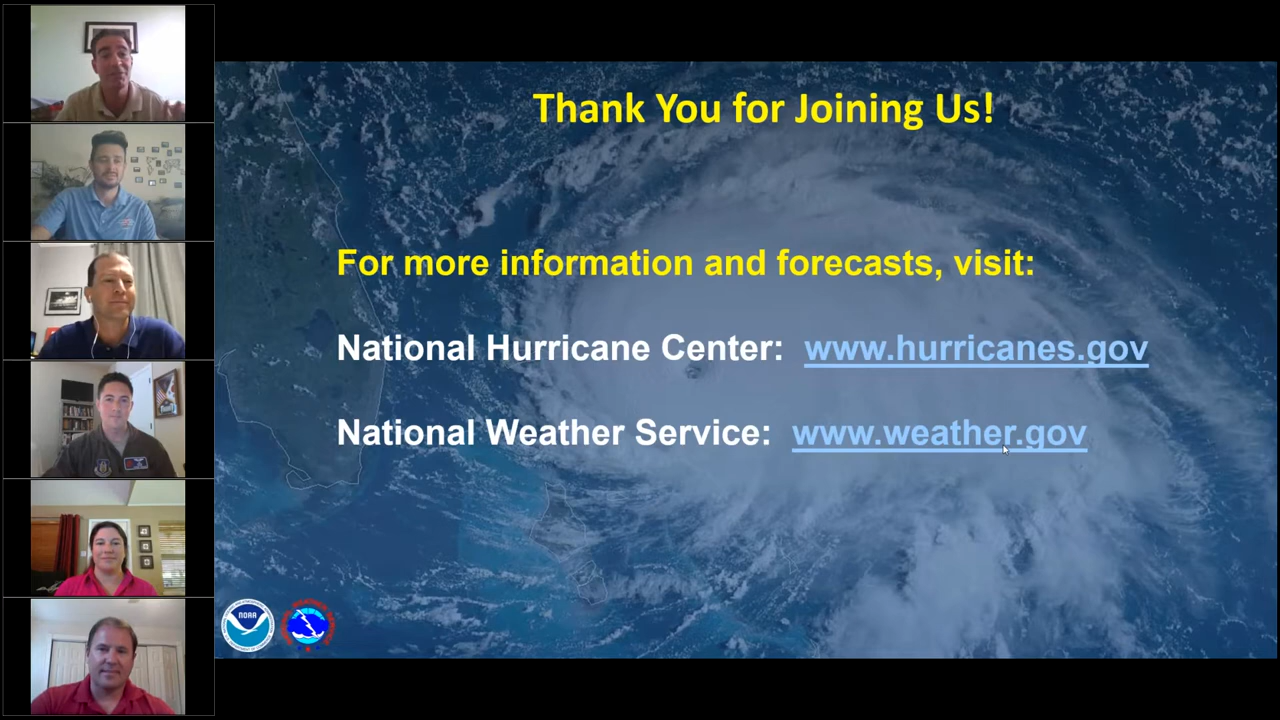 Thank You for Joining Us!
For more information and forecasts, visit:
National Hurricane Center: www.hurricanes.gov
National Weather Service: www.weather.gov
NOAA